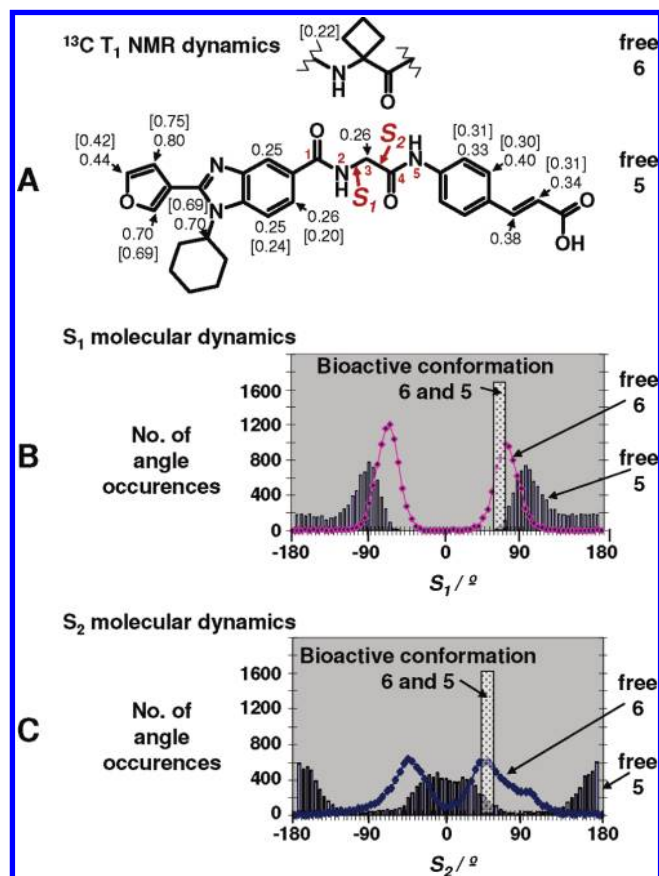 ¹³C T₁ NMR dynamics
[0.22]
N
H
O
free
6
A
free
5
[0.42]
0.44
[0.75]
0.80
O
0.70
[0.69]
[0.69]
0.70
N
N
0.25
0.25
[0.24]
0.26
[0.20]
O
1
2
N
H
S₁
0.26
3
S₂
4
O
H
N
5
[0.31]
0.33
[0.30]
0.40
[0.31]
0.34
0.38
O
OH
S₁ molecular dynamics
B
No. of
angle
occurences
Bioactive conformation
6 and 5
free
6
free
5
1600
1200
800
400
0
-180 -90 0 90 180
S₁ / º
S₂ molecular dynamics
C
No. of
angle
occurences
Bioactive conformation
6 and 5
free
6
free
5
1600
1200
800
400
0
-180 -90 0 90 180
S₂ / º